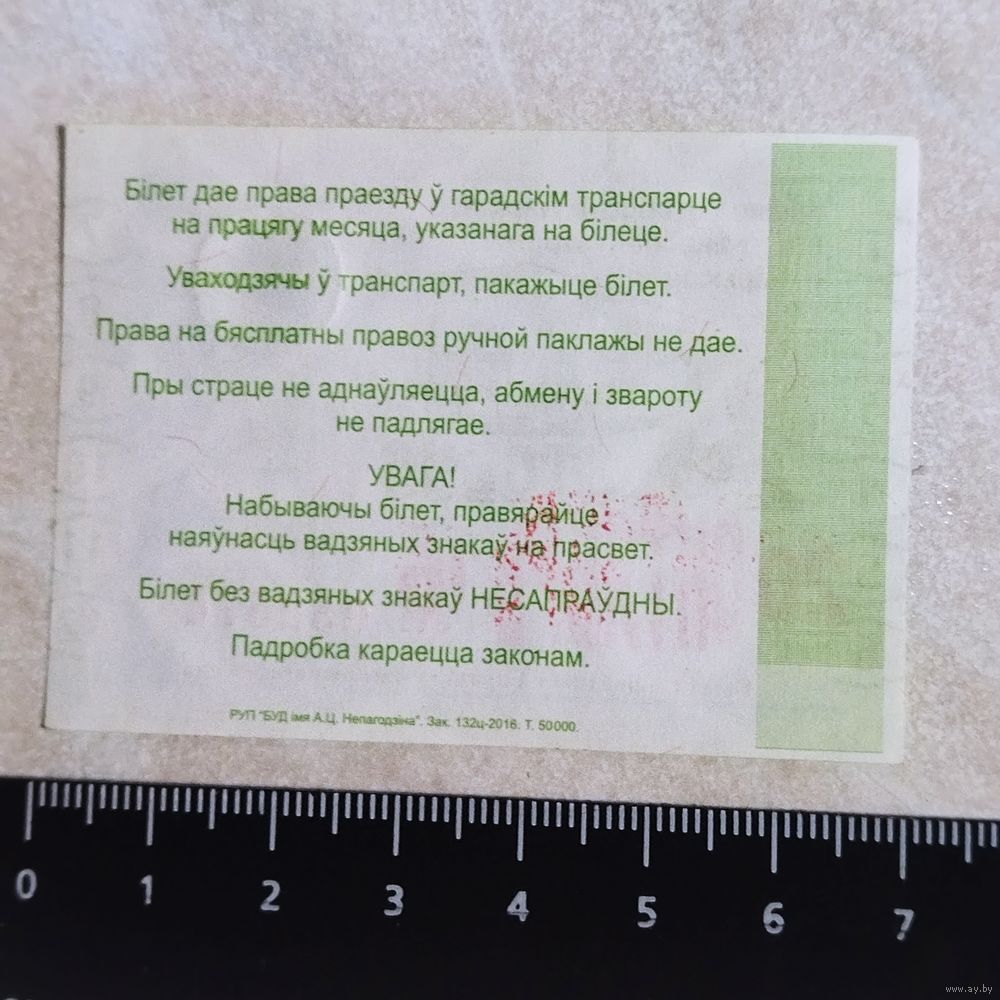 Білет дае права праезду ў гарадскім транспарце
на працягу месяца, указанага на білеце.
Уваходзячы ў транспарт, пакажыце білет.
Права на бясплатны правоз ручной паклажы не дае.
Пры страце не аднаўляецца, абмену і звароту
не падлягае.
УВАГА!
Набываючы білет, правярайце
наяўнасць вадзяных знакаў на прасвет.
Білет без вадзяных знакаў НЕСАПРАЎДНЫ.
Падробка караецца законам.
РУП "БУД імя А.Ц. Непагодзіна". Зак. 132ц-2016. Т. 50000.
0 1 2 3 4 5 6 7
www.ay.by